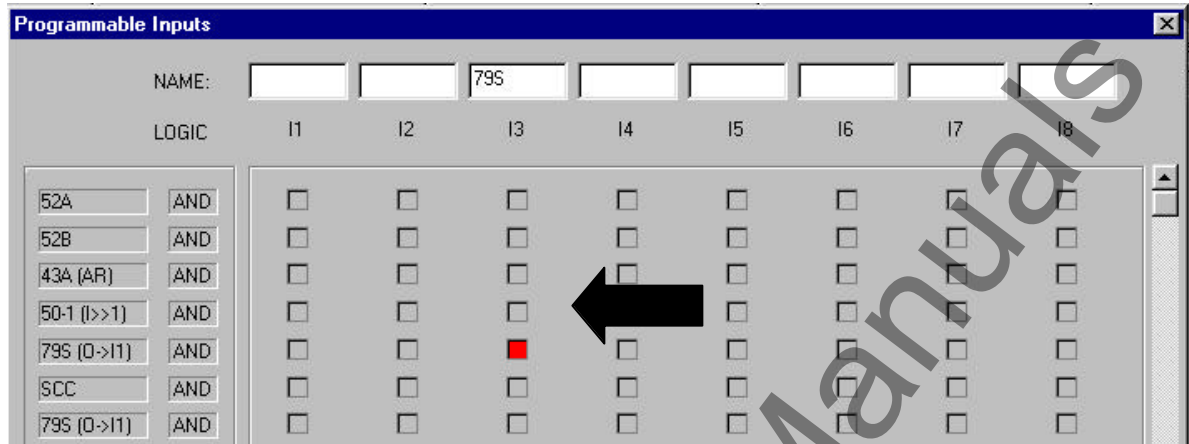 Programmable Inputs
NAME: 79S
LOGIC I1 I2 I3 I4 I5 I6 I7 I8
52A AND
52B AND
43A (AR) AND
50-1 (I>>1) AND
79S (O->I1) AND
SCC AND
79S (O->I1) AND
Manuals